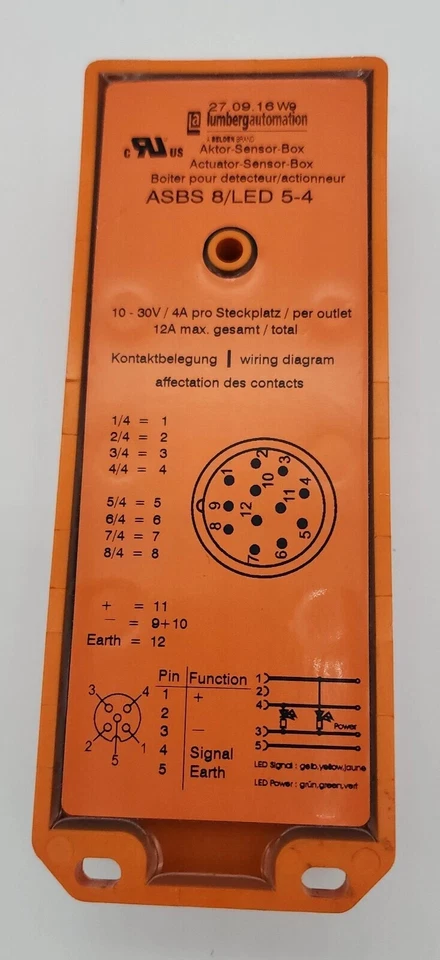 27.09.16 W9
lumbergautomation
A BELDEN BRAND
c UL US
Aktor-Sensor-Box
Actuator-Sensor-Box
Boîtier pour detecteur/actionneur
ASBS 8/LED 5-4
10 - 30V / 4A pro Steckplatz / per outlet
12A max. gesamt / total
Kontaktbelegung | wiring diagram
affectation des contacts
1/4 = 1
2/4 = 2
3/4 = 3
4/4 = 4
5/4 = 5
6/4 = 6
7/4 = 7
8/4 = 8
1 2 3
10
9 12 11 4
8
7 6 5
+ = 11
— = 9+10
Earth = 12
3 4
2 1
5
Pin Function
1 +
2
3 —
4 Signal
5 Earth
1
2
4
Power
3
5
LED Signal : gelb,yellow,jaune
LED Power : grün,green,vert